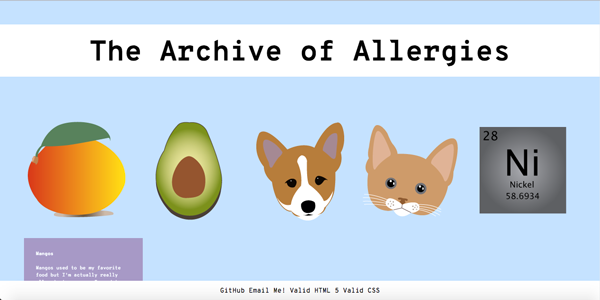 The Archive of Allergies
28
Ni
Nickel
58.6934
Mangos
Mangos used to be my favorite
food but I'm actually really
GitHub Email Me! Valid HTML 5 Valid CSS